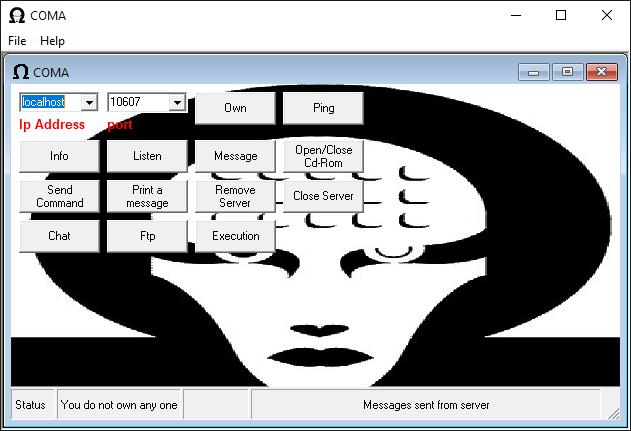 COMA
File Help
COMA
localhost 10607 Own Ping
Ip Address port
Info Listen Message Open/Close
Cd-Rom
Send
Command Print a
message Remove
Server Close Server
Chat Ftp Execution
Status You do not own any one Messages sent from server